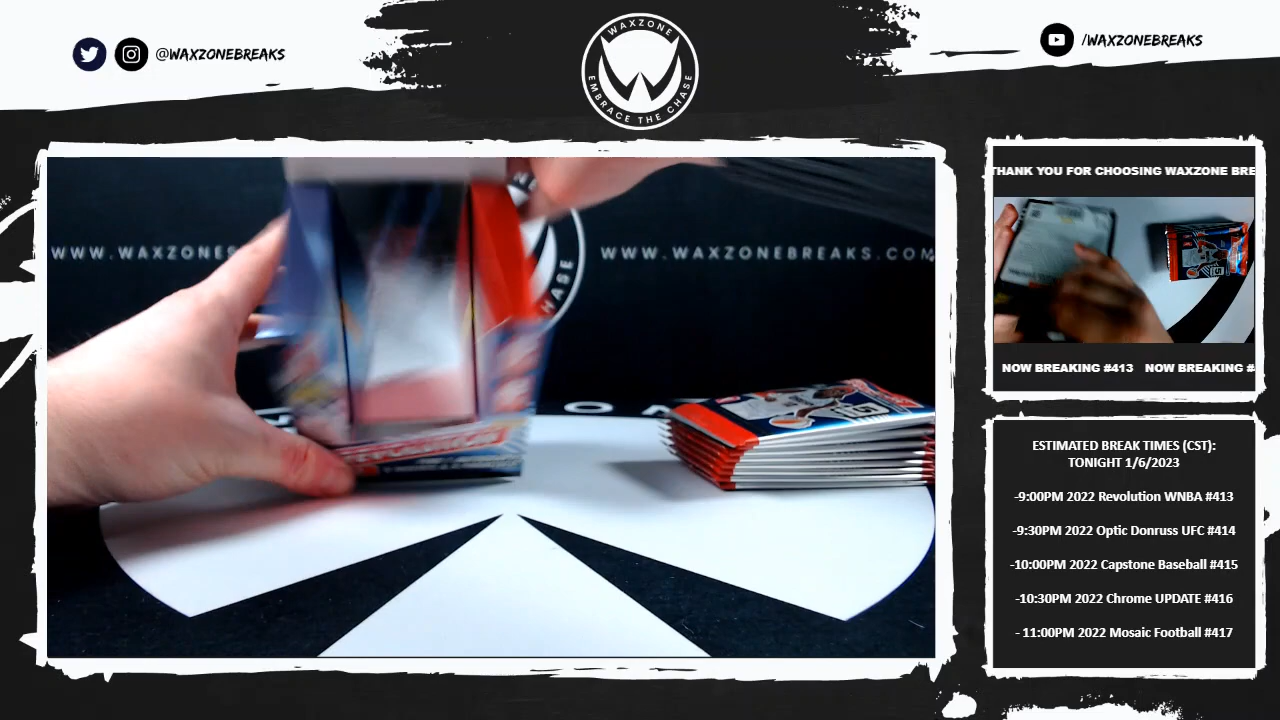 @WAXZONEBREAKS
WAXZONE
EMBRACE THE CHASE
/WAXZONEBREAKS
THANK YOU FOR CHOOSING WAXZONE BRE
WWW.WAXZONE
WWW.WAXZONEBREAKS.COM
HASE
NOW BREAKING #413 NOW BREAKING #
ESTIMATED BREAK TIMES (CST):
TONIGHT 1/6/2023
-9:00PM 2022 Revolution WNBA #413
-9:30PM 2022 Optic Donruss UFC #414
-10:00PM 2022 Capstone Baseball #415
-10:30PM 2022 Chrome UPDATE #416
- 11:00PM 2022 Mosaic Football #417